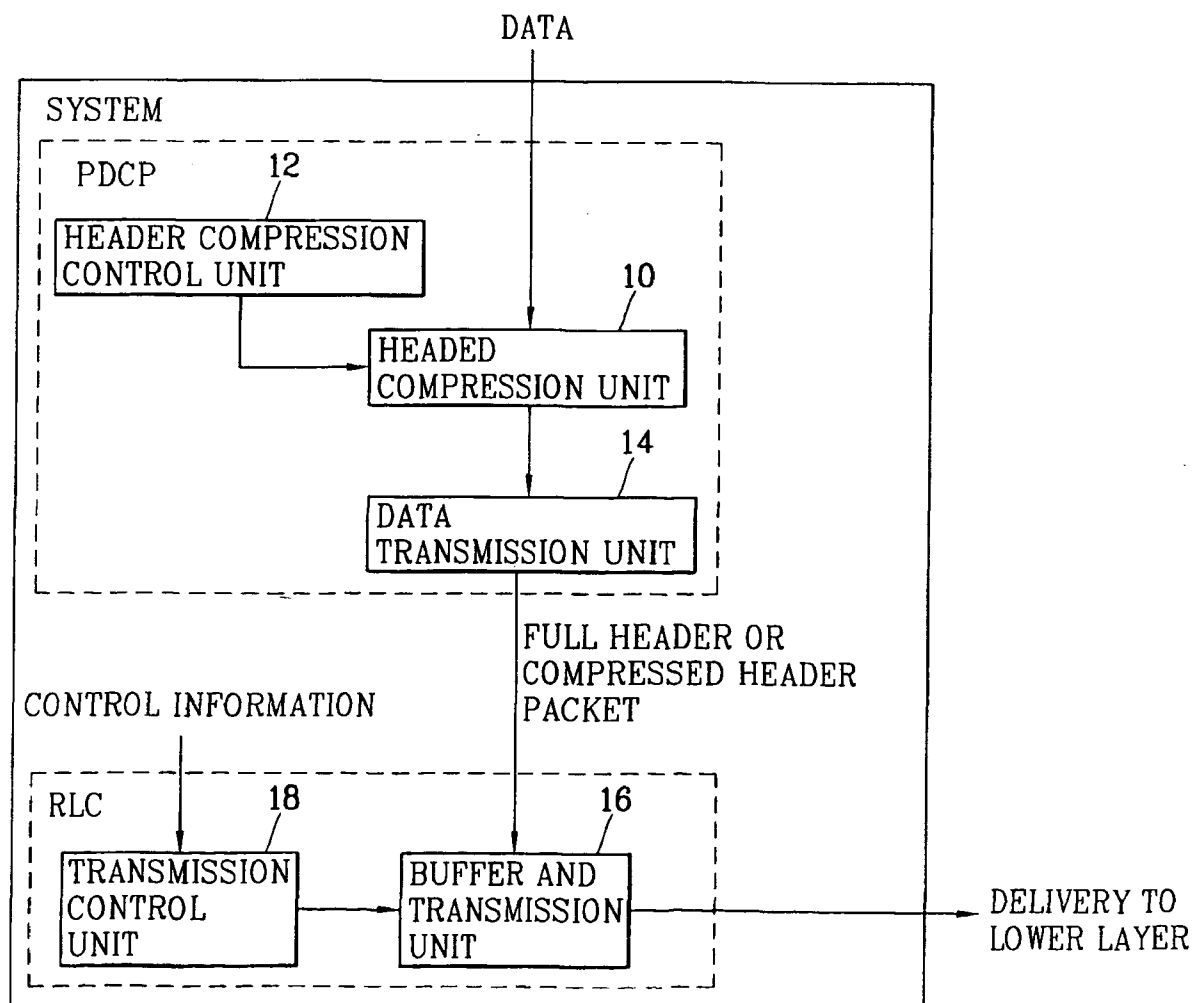 DATA
SYSTEM
PDCP
12
HEADER COMPRESSION
CONTROL UNIT
10
HEADED
COMPRESSION UNIT
14
DATA
TRANSMISSION UNIT
FULL HEADER OR
COMPRESSED HEADER
PACKET
CONTROL INFORMATION
RLC
18
TRANSMISSION
CONTROL
UNIT
16
BUFFER AND
TRANSMISSION
UNIT
DELIVERY TO
LOWER LAYER